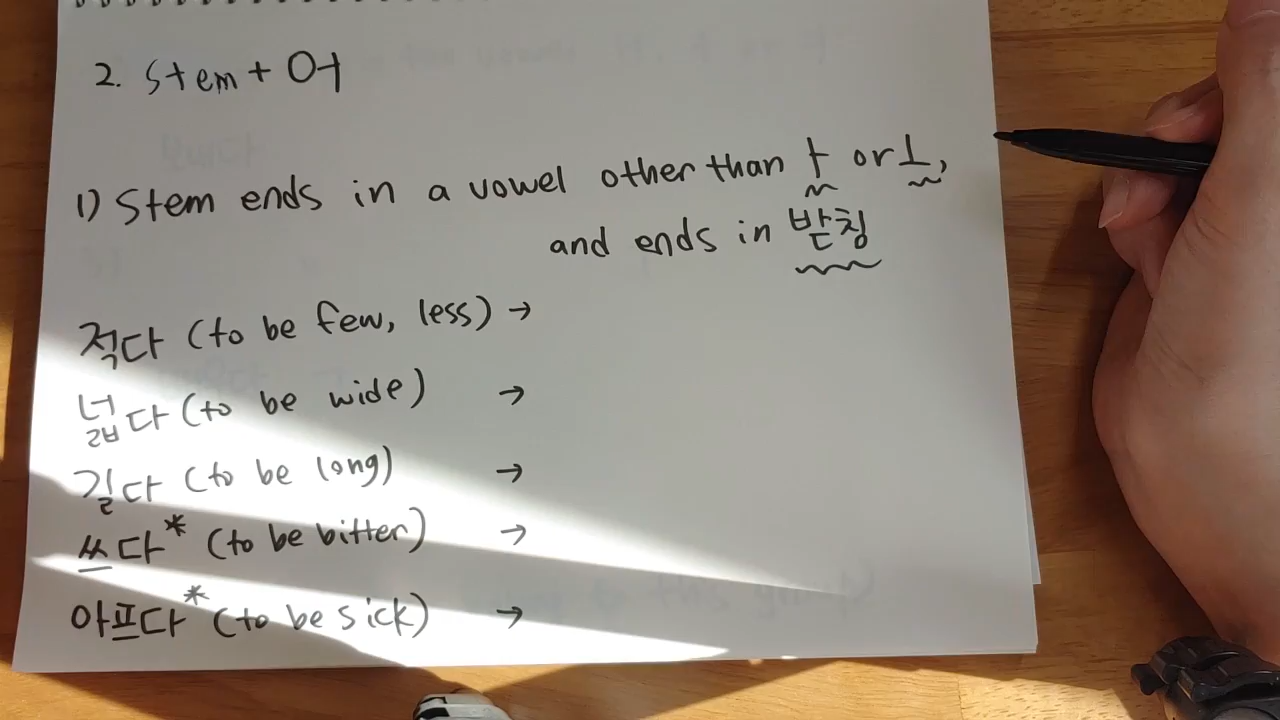 2. Stem + 어
1) Stem ends in a vowel other than ㅏ or ㅗ,
and ends in 받침
적다 (to be few, less) →
넓다 (to be wide) →
길다 (to be long) →
쓰다* (to be bitter) →
아프다* (to be sick) →